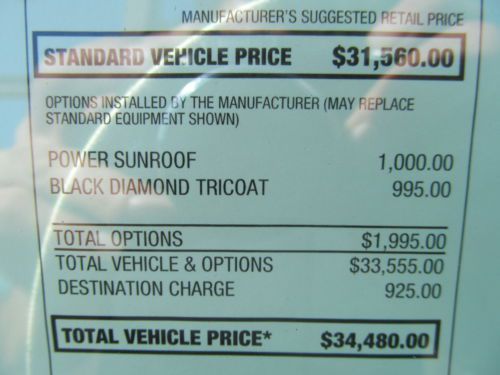 MANUFACTURER'S SUGGESTED RETAIL PRICE
STANDARD VEHICLE PRICE $31,560.00
OPTIONS INSTALLED BY THE MANUFACTURER (MAY REPLACE
STANDARD EQUIPMENT SHOWN)
POWER SUNROOF 1,000.00
BLACK DIAMOND TRICOAT 995.00
TOTAL OPTIONS $1,995.00
TOTAL VEHICLE & OPTIONS $33,555.00
DESTINATION CHARGE 925.00
TOTAL VEHICLE PRICE* $34,480.00